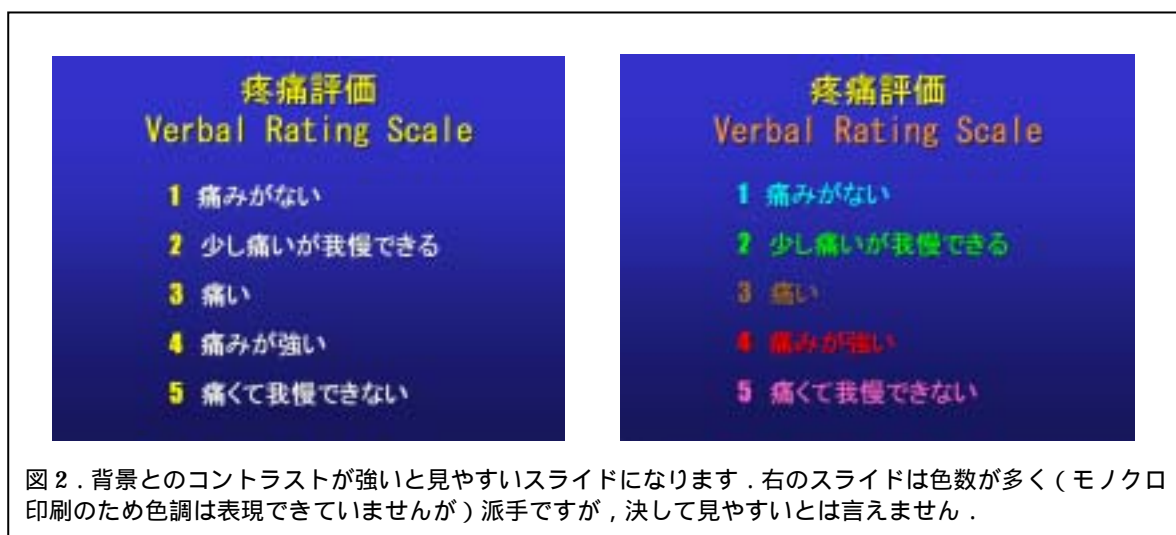 疼痛評価
Verbal Rating Scale
1 痛みがない
2 少し痛いが我慢できる
3 痛い
4 痛みが強い
5 痛くて我慢できない
疼痛評価
Verbal Rating Scale
1 痛みがない
2 少し痛いが我慢できる
3 痛い
4 痛みが強い
5 痛くて我慢できない
図2．背景とのコントラストが強いと見やすいスライドになります．右のスライドは色数が多く（モノクロ
印刷のため色調は表現できていませんが）派手ですが，決して見やすいとは言えません．